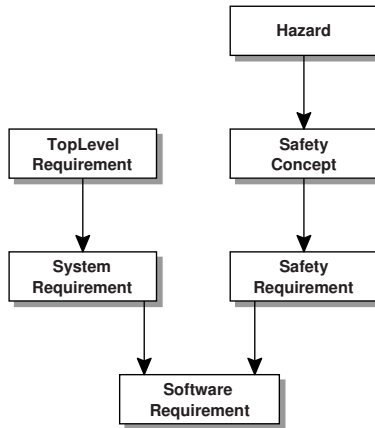 Hazard
TopLevel
Requirement
Safety
Concept
System
Requirement
Safety
Requirement
Software
Requirement